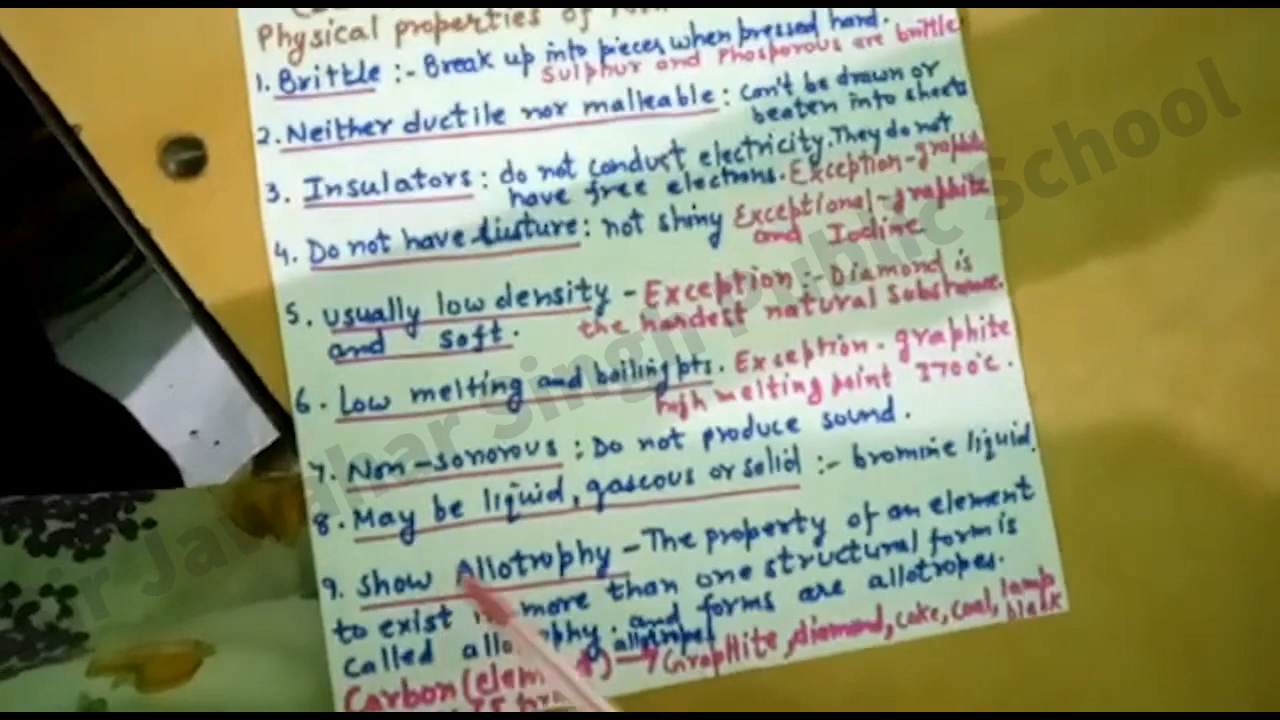 Physical properties of
1. Brittle :- Break up into pieces when pressed hard.
Sulphur and Phosporous are brittle
2. Neither ductile nor malleable : can't be drawn or
beaten into sheets
3. Insulators : do not conduct electricity. They do not
have free electrons. Exception - graphite
4. Do not have lusture : not shiny Exceptional - graphite
and Iodine
5. usually low density - Exception :- Diamond is
and soft. the hardest natural Substance.
6. Low melting and boiling pts. Exception - graphite
high melting point 3700°C.
7. Non-sonorous : Do not produce sound.
8. May be liquid, gaseous or solid :- bromine liquid.
9. Show Allotrophy - The property of an element
to exist more than one structural form is
called and forms are allotropes.
allotropes
Carbon → Graphite, diamond, coke, coal, lamp
black
Jawahar Singh Public School